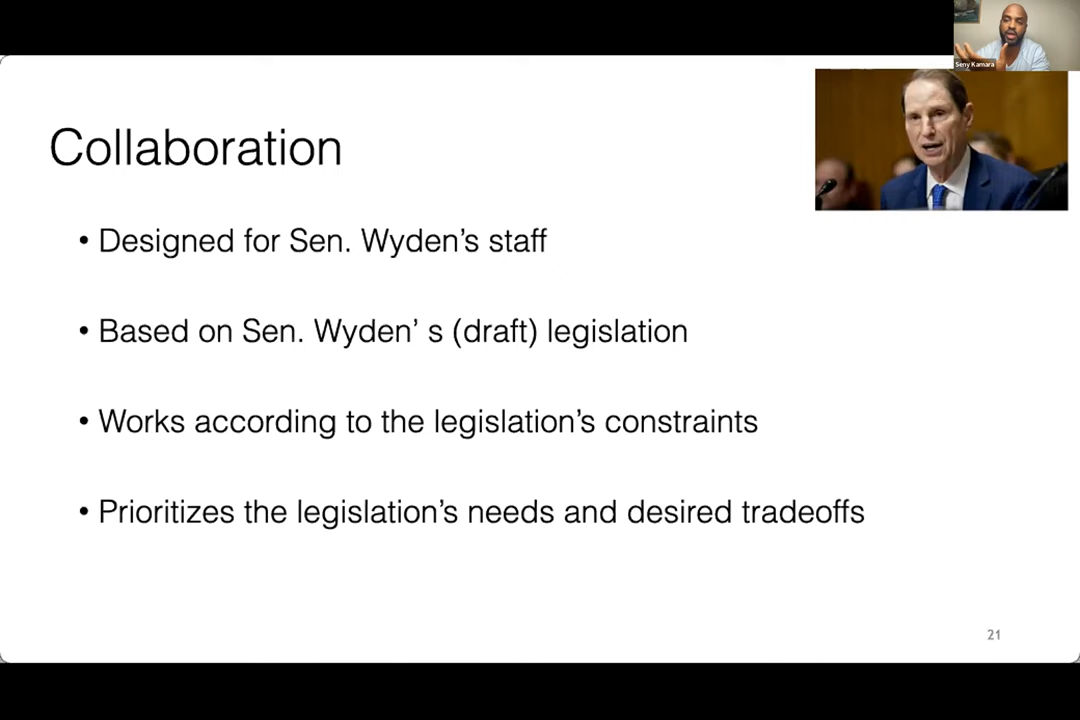 Seny Kamara
Collaboration
• Designed for Sen. Wyden’s staff
• Based on Sen. Wyden’ s (draft) legislation
• Works according to the legislation’s constraints
• Prioritizes the legislation’s needs and desired tradeoffs
21